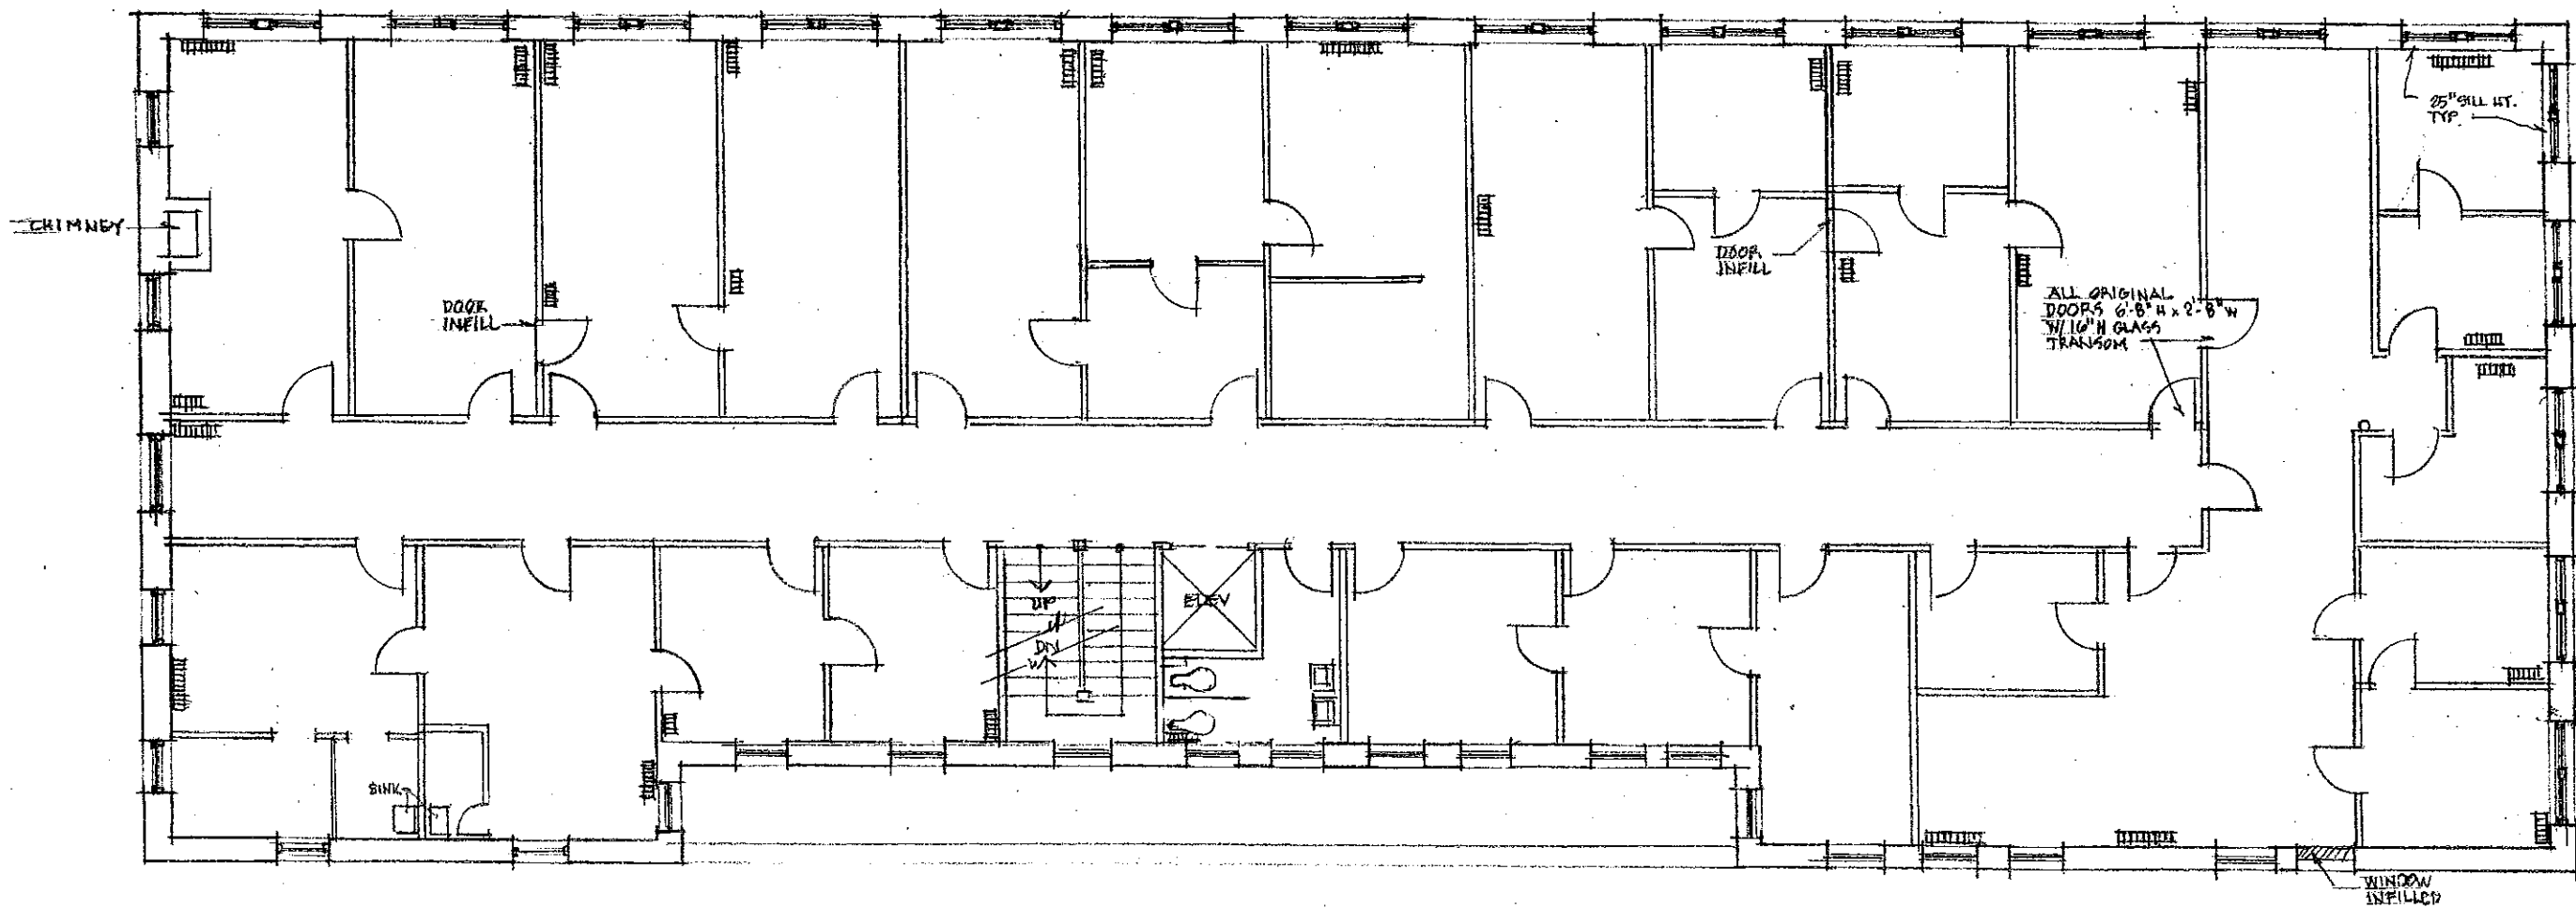 25" SILL HT.
TYP.
CHIMNEY
DOOR
INFILL
DOOR
INFILL
ALL ORIGINAL
DOORS 6'-8" H x 2'-8" W
W/ 16" H GLASS
TRANSOM
UP
DN
ELEV
SINK
WINDOW
INFILLED